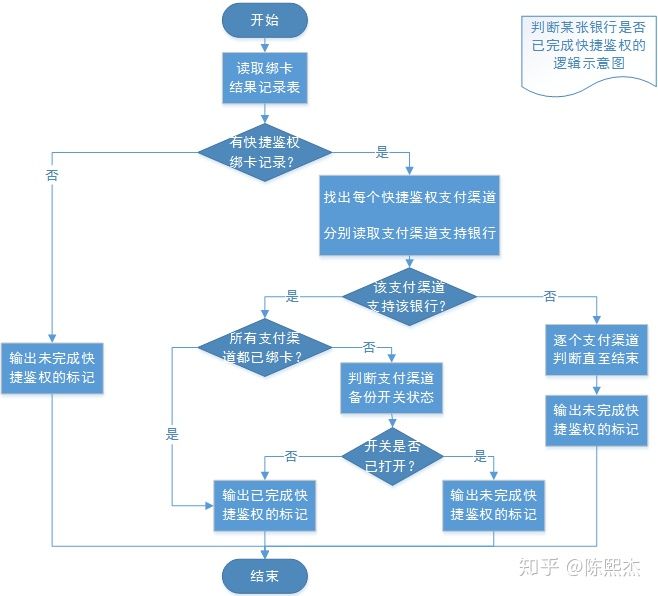 开始
判断某张银行是否
已完成快捷鉴权的
逻辑示意图
读取绑卡
结果记录表
有快捷鉴权
绑卡记录?
是
否
找出每个快捷鉴权支付渠道
分别读取支付渠道支持银行
该支付渠道
支持该银行?
是
否
所有支付渠
道都已绑卡?
否
逐个支付渠道
判断直至结束
输出未完成快
捷鉴权的标记
判断支付渠道
备份开关状态
输出未完成快
捷鉴权的标记
是
开关是否
已打开?
否
是
输出已完成快
捷鉴权的标记
输出未完成快
捷鉴权的标记
结束
知乎 @陈熙杰